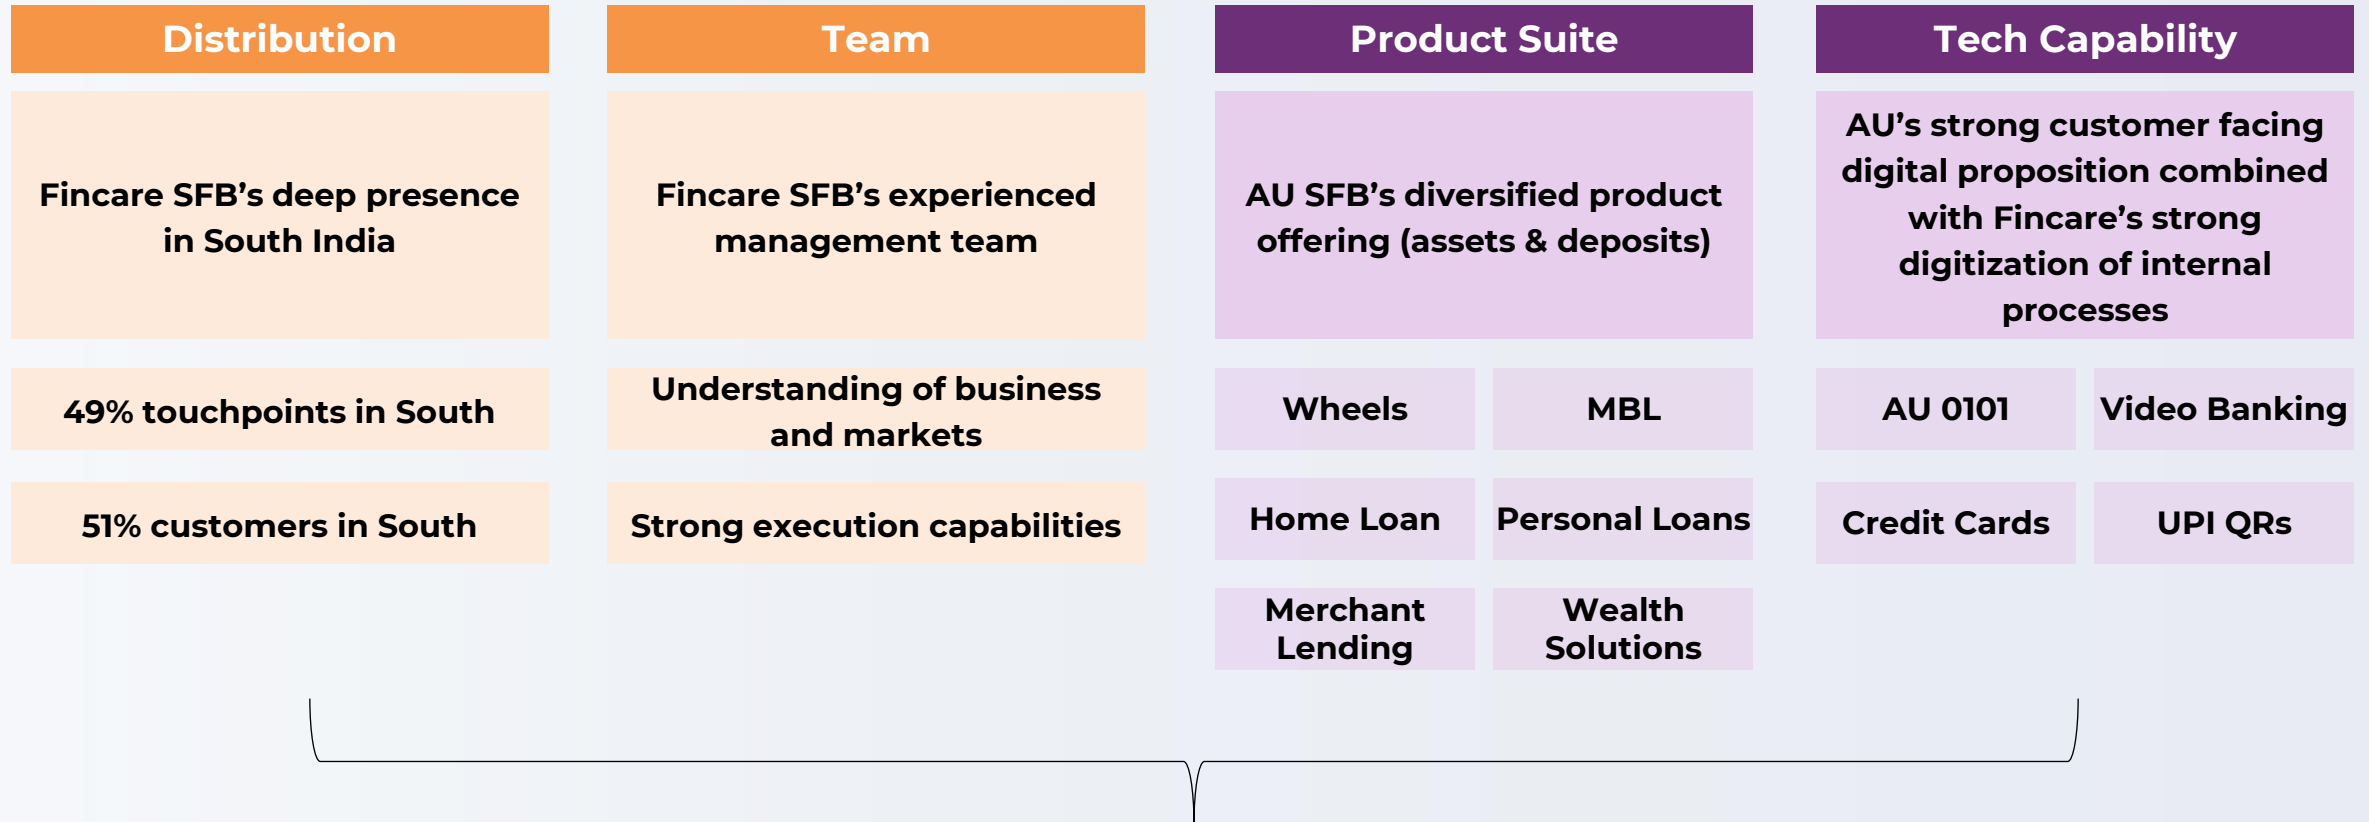 Distribution
Fincare SFB’s deep presence
in South India
49% touchpoints in South
51% customers in South
Team
Fincare SFB’s experienced
management team
Understanding of business
and markets
Strong execution capabilities
Product Suite
AU SFB’s diversified product
offering (assets & deposits)
Wheels
MBL
Home Loan
Personal Loans
Merchant
Lending
Wealth
Solutions
Tech Capability
AU’s strong customer facing
digital proposition combined
with Fincare’s strong
digitization of internal
processes
AU 0101
Video Banking
Credit Cards
UPI QRs